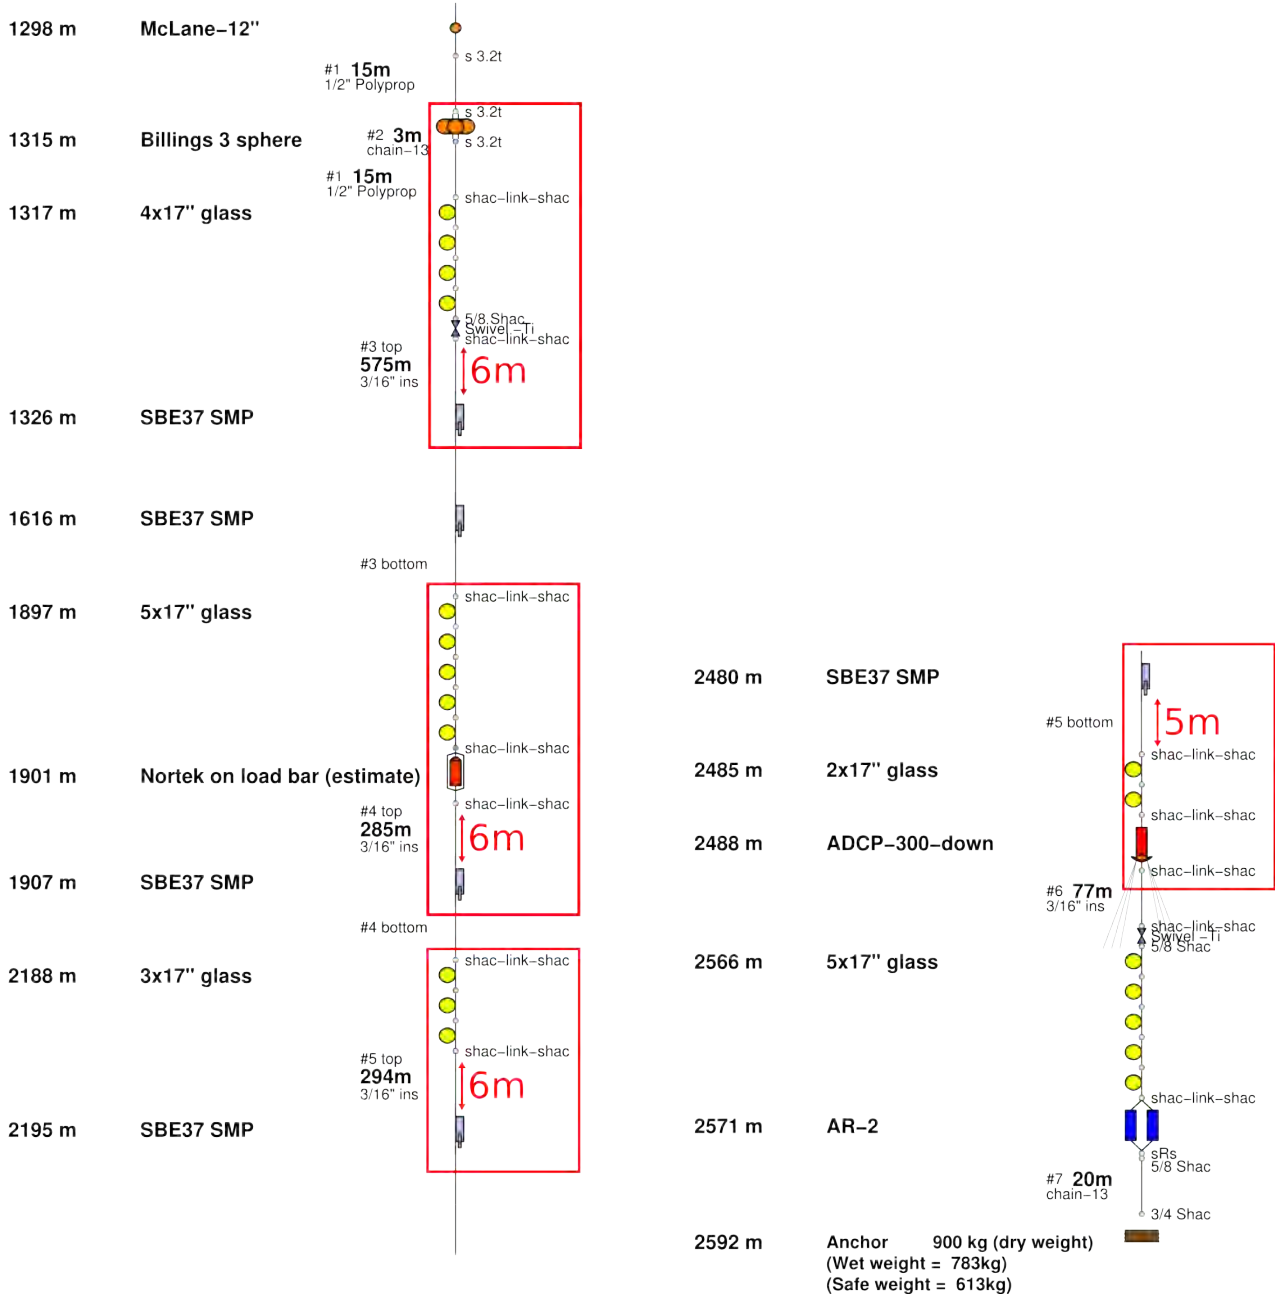 1298 m McLane–12"
s 3.2t
#1 15m
1/2" Polyprop
s 3.2t
1315 m Billings 3 sphere
#2 3m
chain–13
s 3.2t
#1 15m
1/2" Polyprop
shac–link–shac
1317 m 4x17" glass
5/8 Shac
Swivel –Ti
shac–link–shac
#3 top
575m
3/16" ins
6m
1326 m SBE37 SMP
1616 m SBE37 SMP
#3 bottom
shac–link–shac
1897 m 5x17" glass
shac–link–shac
1901 m Nortek on load bar (estimate)
shac–link–shac
#4 top
285m
3/16" ins
6m
1907 m SBE37 SMP
#4 bottom
shac–link–shac
2188 m 3x17" glass
shac–link–shac
#5 top
294m
3/16" ins
6m
2195 m SBE37 SMP
2480 m SBE37 SMP
#5 bottom
5m
shac–link–shac
2485 m 2x17" glass
shac–link–shac
2488 m ADCP–300–down
shac–link–shac
#6 77m
3/16" ins
shac–link–shac
Swivel –Ti
5/8 Shac
2566 m 5x17" glass
shac–link–shac
2571 m AR–2
sRs
5/8 Shac
#7 20m
chain–13
3/4 Shac
2592 m Anchor 900 kg (dry weight)
(Wet weight = 783kg)
(Safe weight = 613kg)